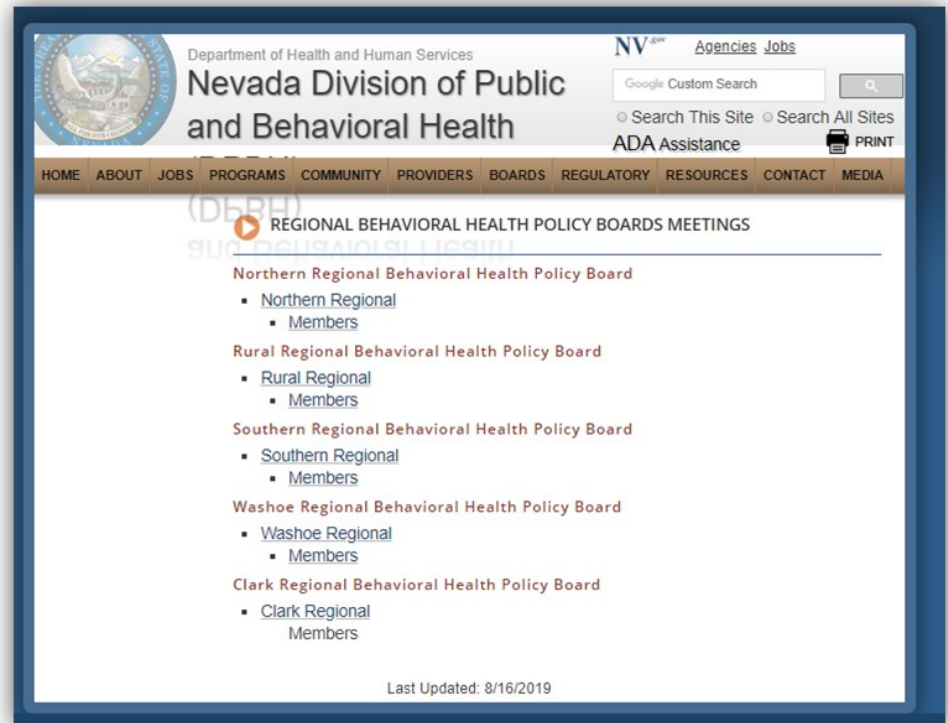 Department of Health and Human Services
Nevada Division of Public
and Behavioral Health
(DPBH)
NV.gov Agencies Jobs
Google Custom Search
Search This Site Search All Sites
ADA Assistance PRINT
HOME ABOUT JOBS PROGRAMS COMMUNITY PROVIDERS BOARDS REGULATORY RESOURCES CONTACT MEDIA
REGIONAL BEHAVIORAL HEALTH POLICY BOARDS MEETINGS
Northern Regional Behavioral Health Policy Board
Northern Regional
Members
Rural Regional Behavioral Health Policy Board
Rural Regional
Members
Southern Regional Behavioral Health Policy Board
Southern Regional
Members
Washoe Regional Behavioral Health Policy Board
Washoe Regional
Members
Clark Regional Behavioral Health Policy Board
Clark Regional
Members
Last Updated: 8/16/2019